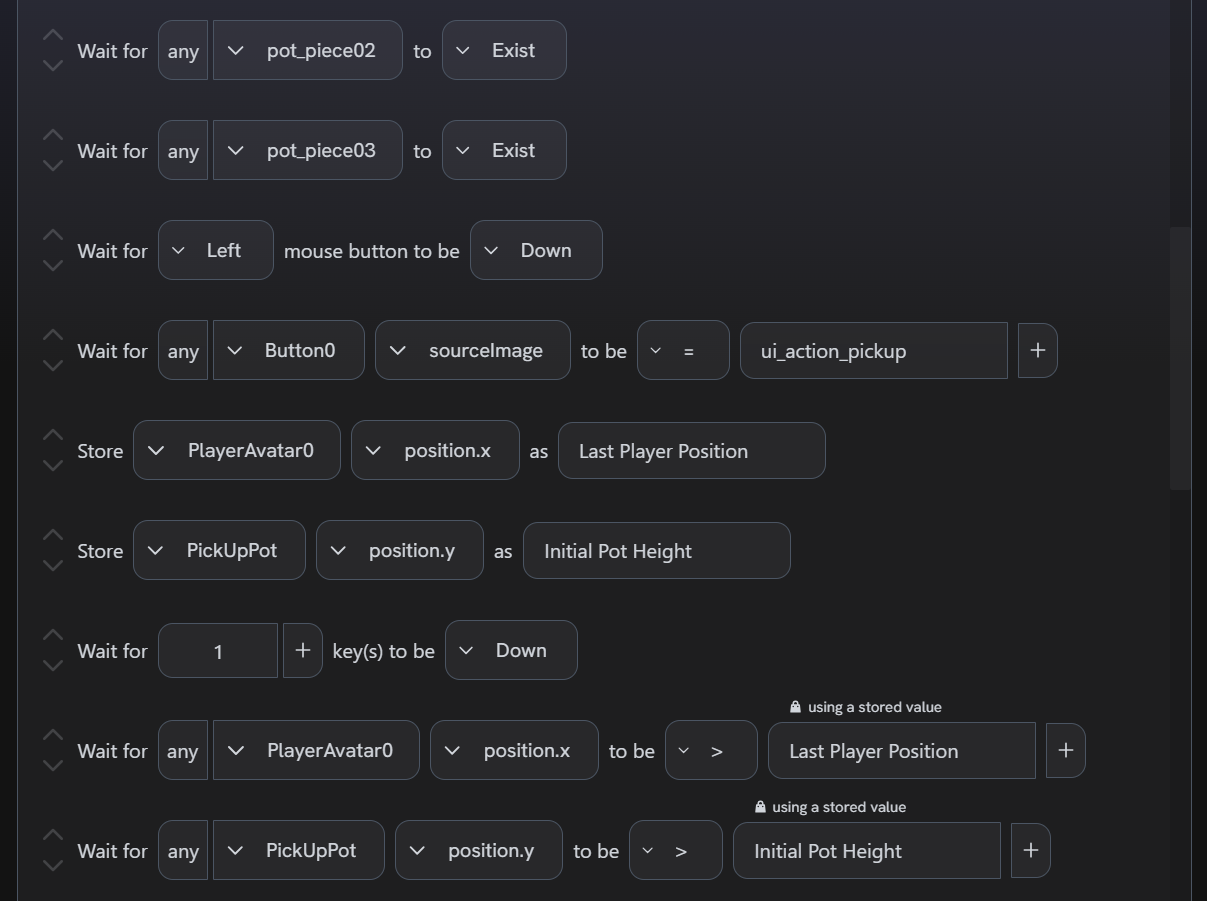 Wait for any pot_piece02 to Exist
Wait for any pot_piece03 to Exist
Wait for Left mouse button to be Down
Wait for any Button0 sourceImage to be = ui_action_pickup +
Store PlayerAvatar0 position.x as Last Player Position
Store PickUpPot position.y as Initial Pot Height
Wait for 1 + key(s) to be Down
using a stored value
Wait for any PlayerAvatar0 position.x to be > Last Player Position +
using a stored value
Wait for any PickUpPot position.y to be > Initial Pot Height +